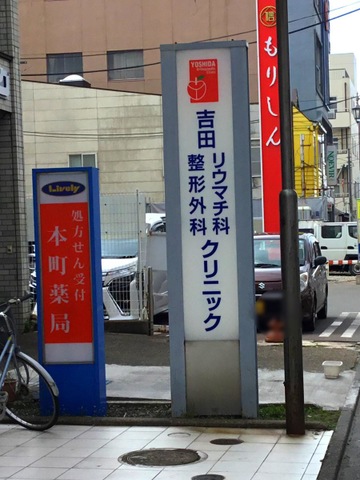 信
もりしん
YOSHIDA
吉田
リウマチ科
整形外科
クリニック
Lively
処方せん受付
本町薬局